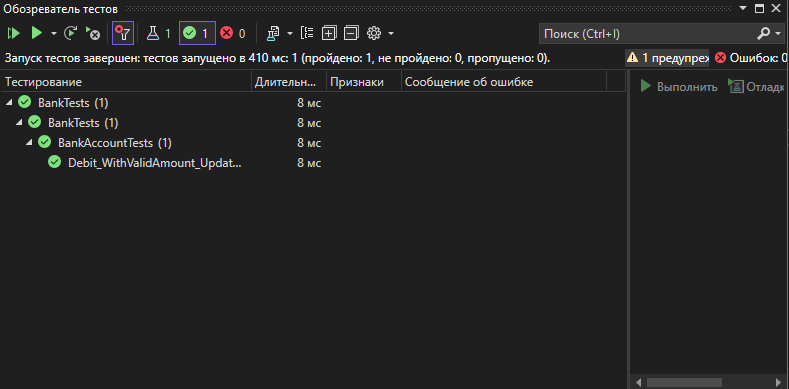 Обозреватель тестов
1 1 0 Поиск (Ctrl+I)
Запуск тестов завершен: тестов запущено в 410 мс: 1 (пройдено: 1, не пройдено: 0, пропущено: 0). 1 предупреж Ошибок: 0
Тестирование Длительн... Признаки Сообщение об ошибке
BankTests (1) 8 мс
BankTests (1) 8 мс
BankAccountTests (1) 8 мс
Debit_WithValidAmount_Updat... 8 мс
Выполнить Отладк